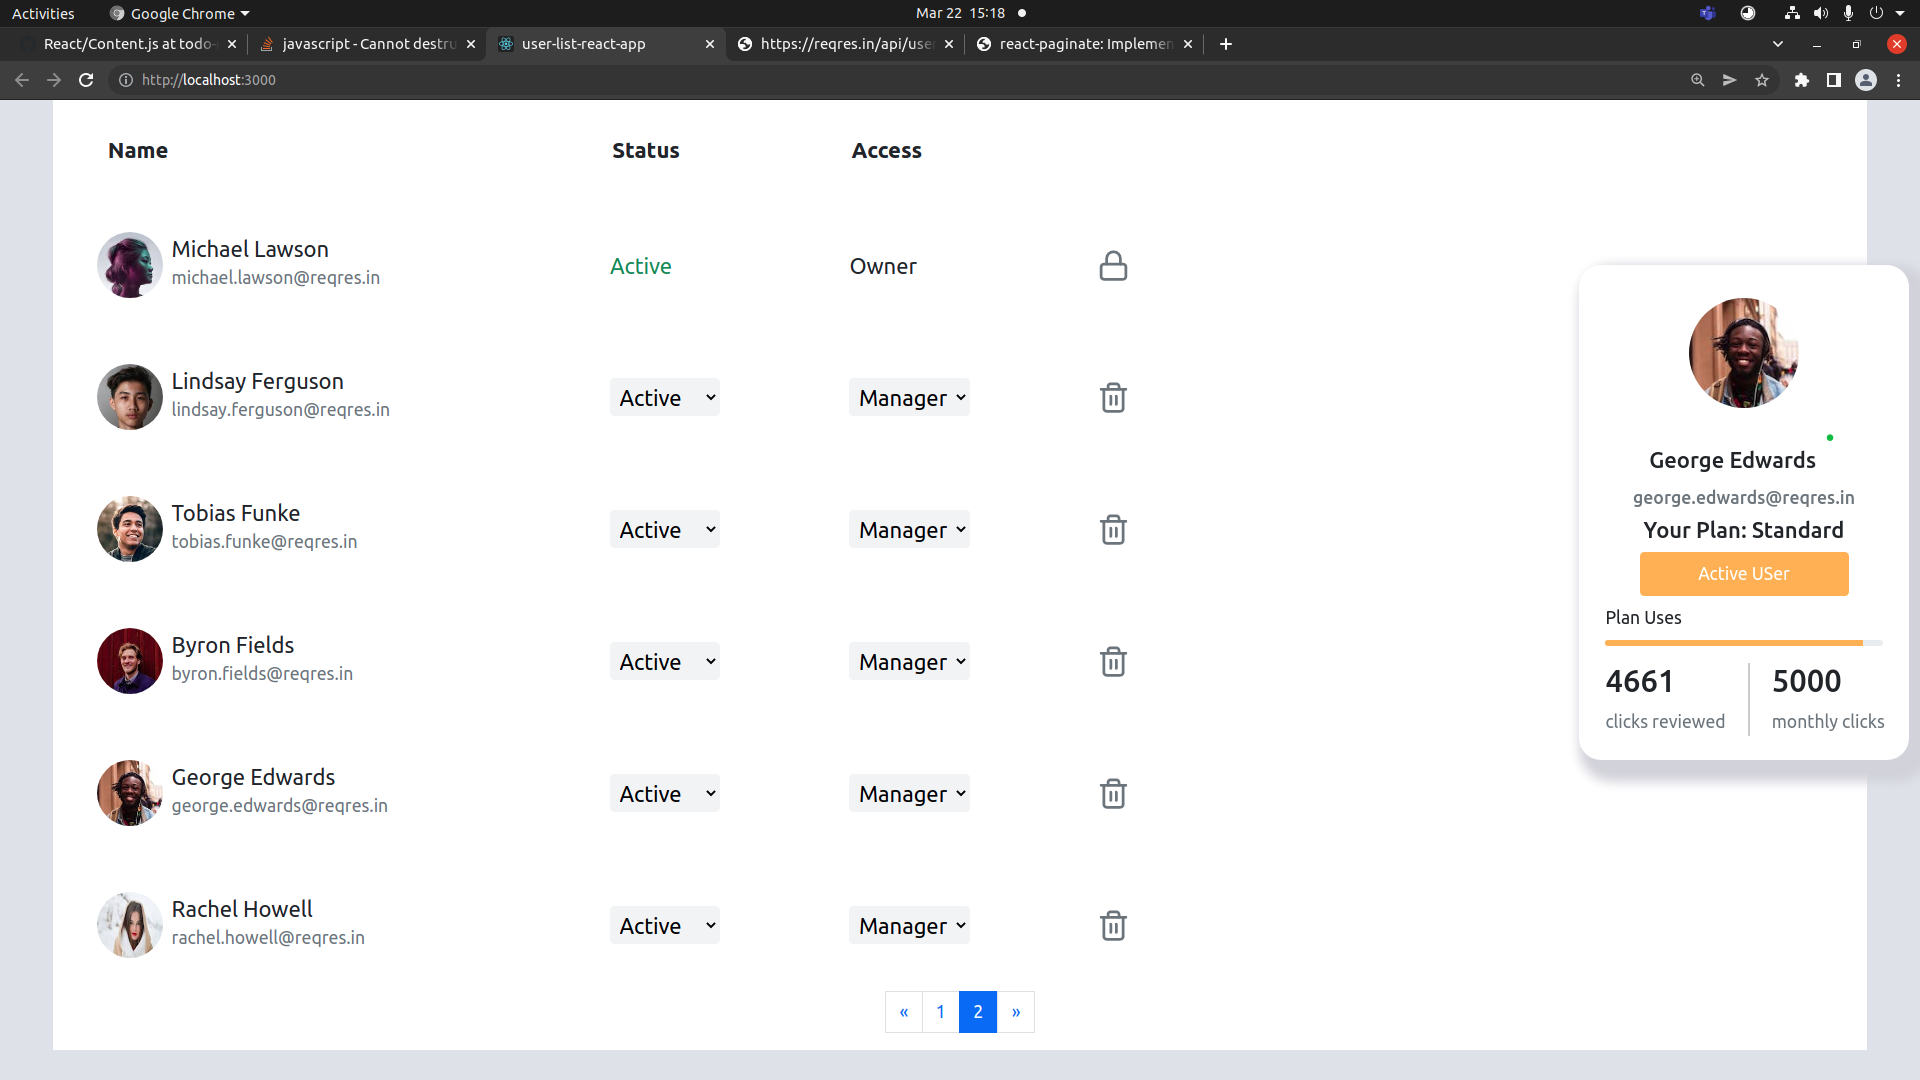 Activities Google Chrome Mar 22 15:18
React/Content.js at todo- javascript - Cannot destru user-list-react-app https://reqres.in/api/user react-paginate: Implemen
http://localhost:3000
Name Status Access
Michael Lawson
michael.lawson@reqres.in
Active Owner
Lindsay Ferguson
lindsay.ferguson@reqres.in
Active Manager
Tobias Funke
tobias.funke@reqres.in
Active Manager
Byron Fields
byron.fields@reqres.in
Active Manager
George Edwards
george.edwards@reqres.in
Active Manager
Rachel Howell
rachel.howell@reqres.in
Active Manager
« 1 2 »
George Edwards
george.edwards@reqres.in
Your Plan: Standard
Active USer
Plan Uses
4661 5000
clicks reviewed monthly clicks